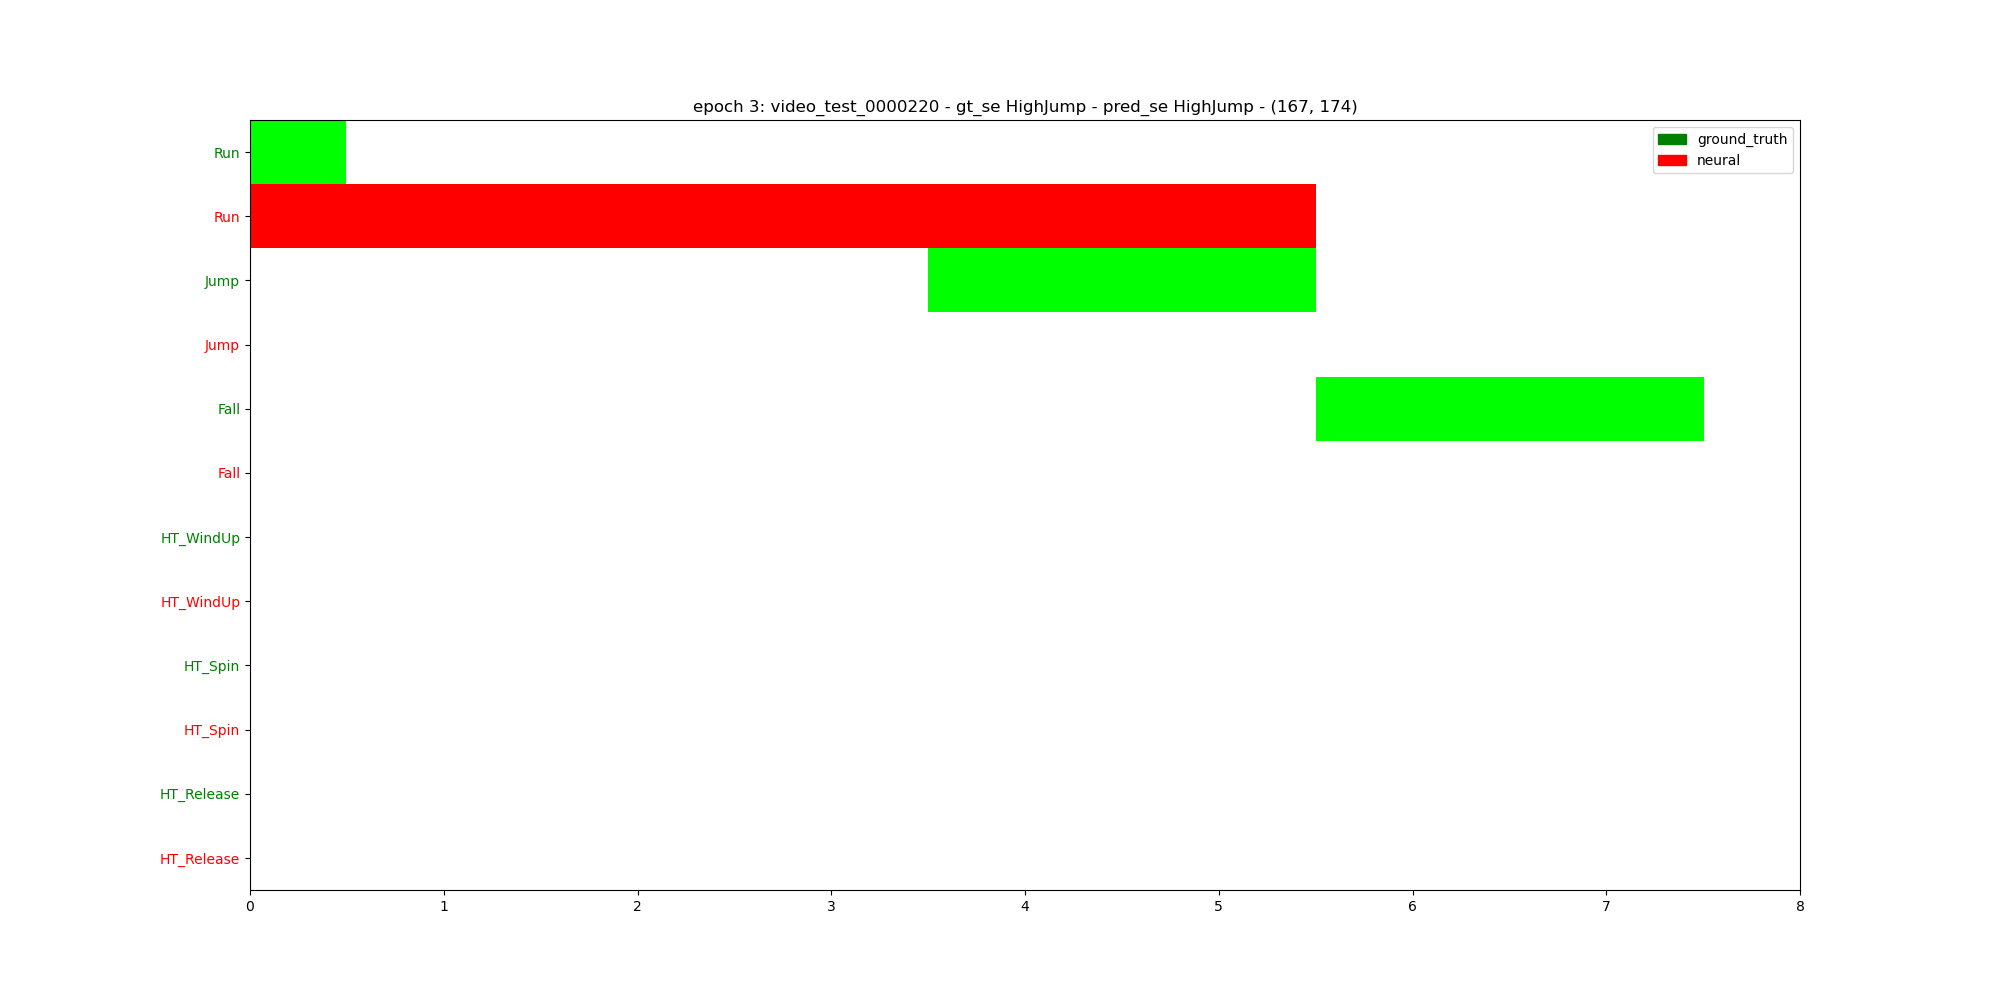 epoch 3: video_test_0000220 - gt_se HighJump - pred_se HighJump - (167, 174)
ground_truth
neural
Run
Run
Jump
Jump
Fall
Fall
HT_WindUp
HT_WindUp
HT_Spin
HT_Spin
HT_Release
HT_Release
0 1 2 3 4 5 6 7 8